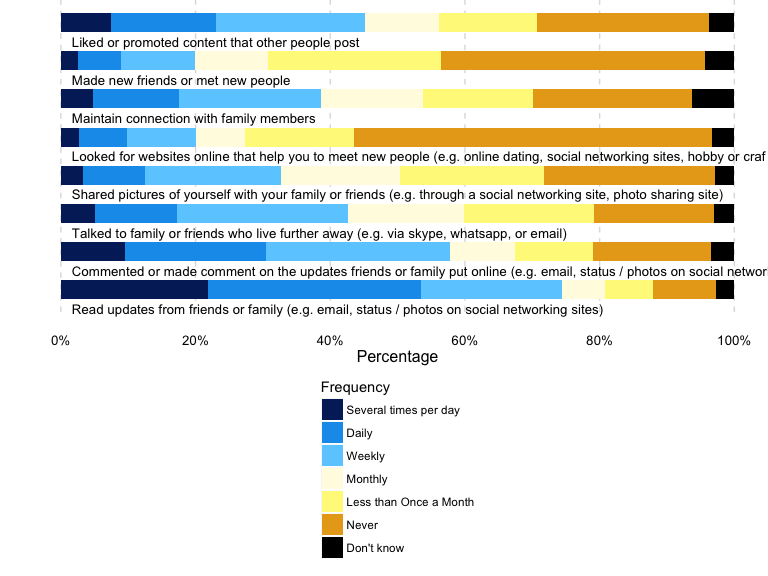 Liked or promoted content that other people post
Made new friends or met new people
Maintain connection with family members
Looked for websites online that help you to meet new people (e.g. online dating, social networking sites, hobby or craf
Shared pictures of yourself with your family or friends (e.g. through a social networking site, photo sharing site)
Talked to family or friends who live further away (e.g. via skype, whatsapp, or email)
Commented or made comment on the updates friends or family put online (e.g. email, status / photos on social networ
Read updates from friends or family (e.g. email, status / photos on social networking sites)
0% 20% 40% 60% 80% 100%
Percentage
Frequency
Several times per day
Daily
Weekly
Monthly
Less than Once a Month
Never
Don't know